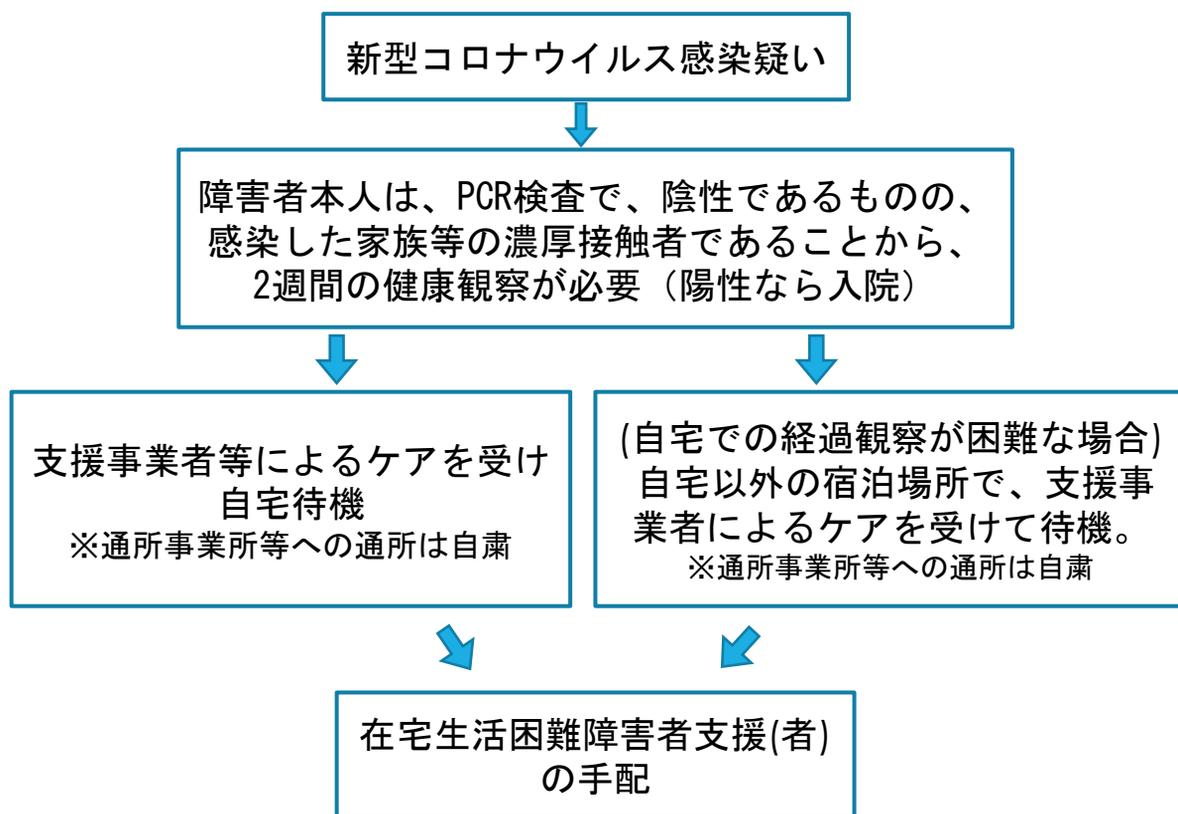 新型コロナウイルス感染疑い
障害者本人は、PCR検査で、陰性であるものの、
感染した家族等の濃厚接触者であることから、
2週間の健康観察が必要（陽性なら入院）
支援事業者等によるケアを受け
自宅待機
※通所事業所等への通所は自粛
(自宅での経過観察が困難な場合)
自宅以外の宿泊場所で、支援事
業者によるケアを受けて待機。
※通所事業所等への通所は自粛
在宅生活困難障害者支援(者)
の手配